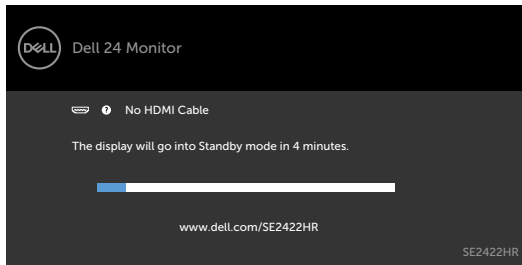 DELL
Dell 24 Monitor
? No HDMI Cable
The display will go into Standby mode in 4 minutes.
www.dell.com/SE2422HR
SE2422HR